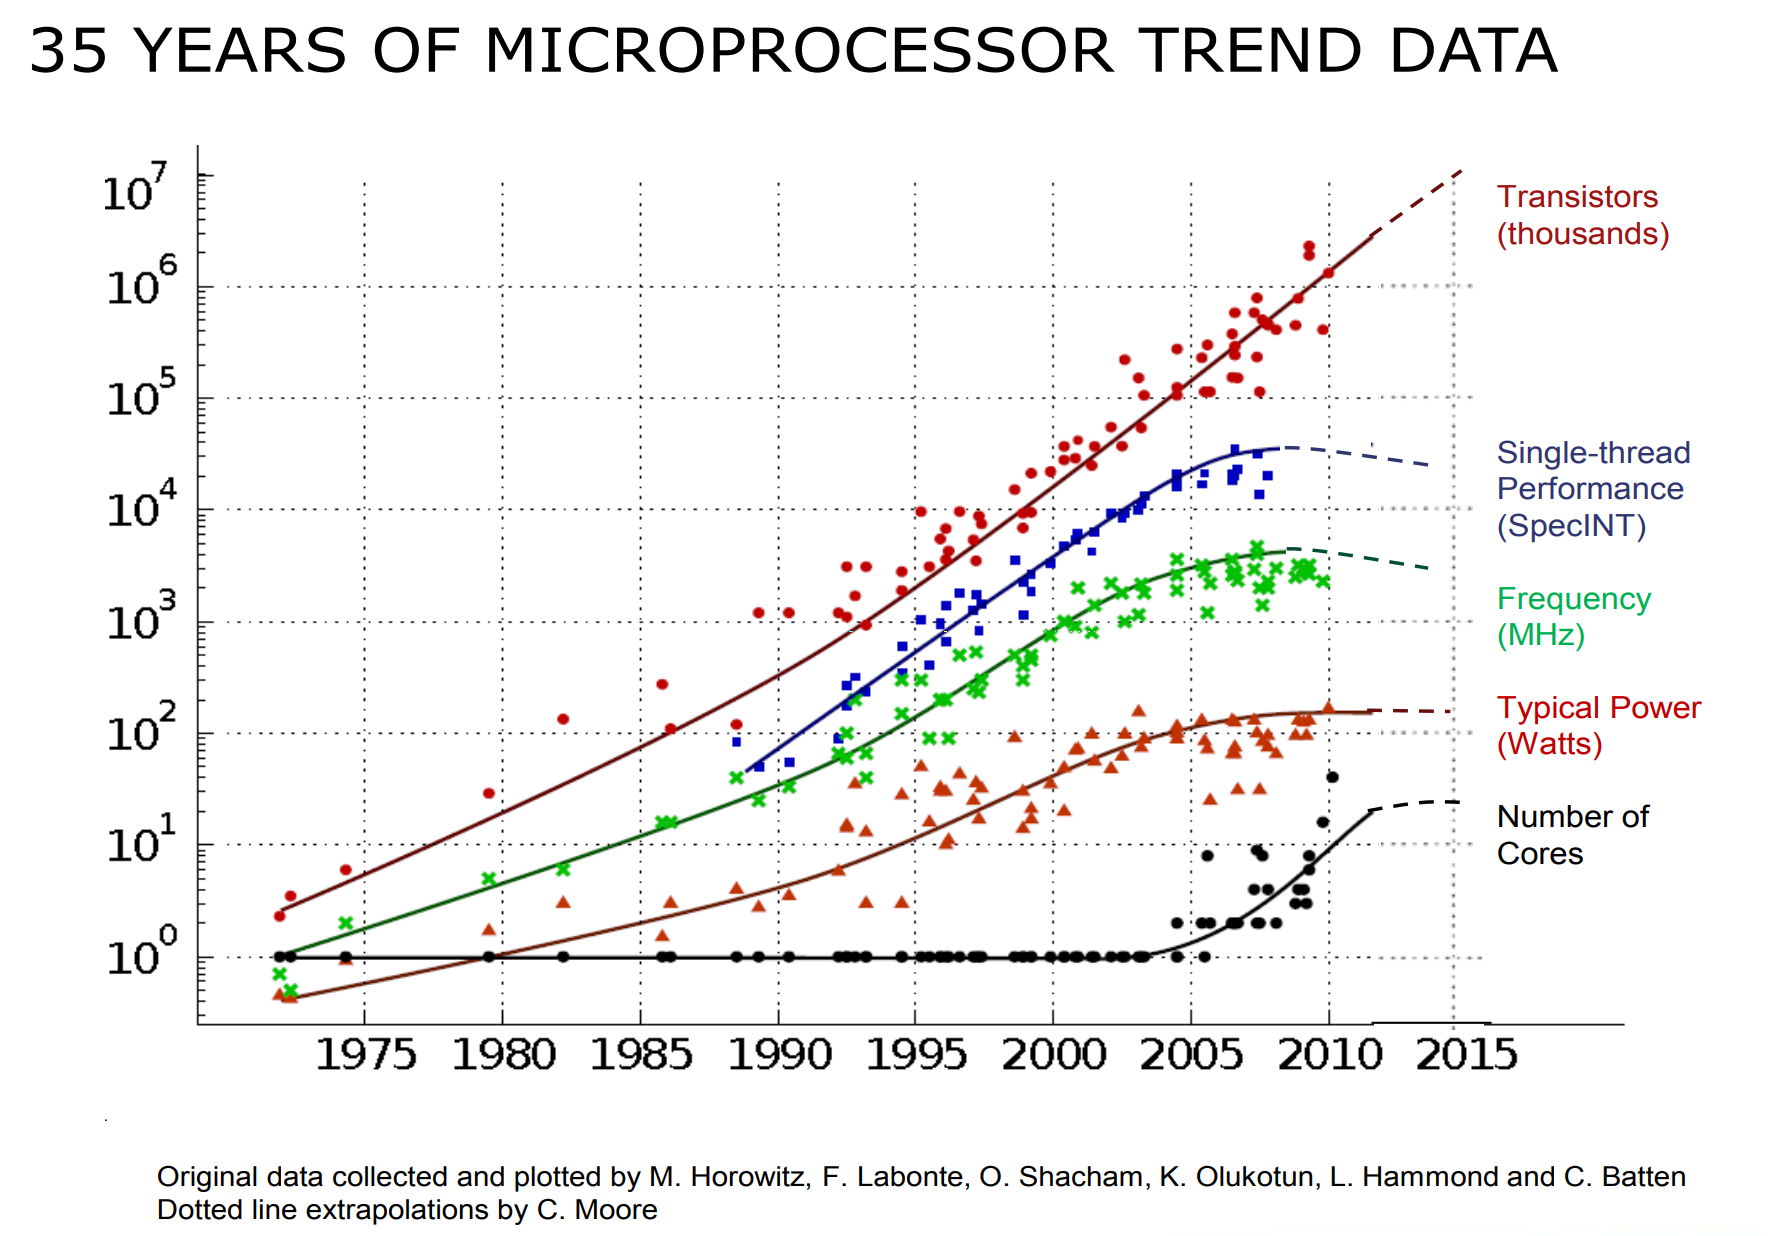 35 YEARS OF MICROPROCESSOR TREND DATA
10^7
10^6
10^5
10^4
10^3
10^2
10^1
10^0
1975 1980 1985 1990 1995 2000 2005 2010 2015
Transistors
(thousands)
Single-thread
Performance
(SpecINT)
Frequency
(MHz)
Typical Power
(Watts)
Number of
Cores
Original data collected and plotted by M. Horowitz, F. Labonte, O. Shacham, K. Olukotun, L. Hammond and C. Batten
Dotted line extrapolations by C. Moore